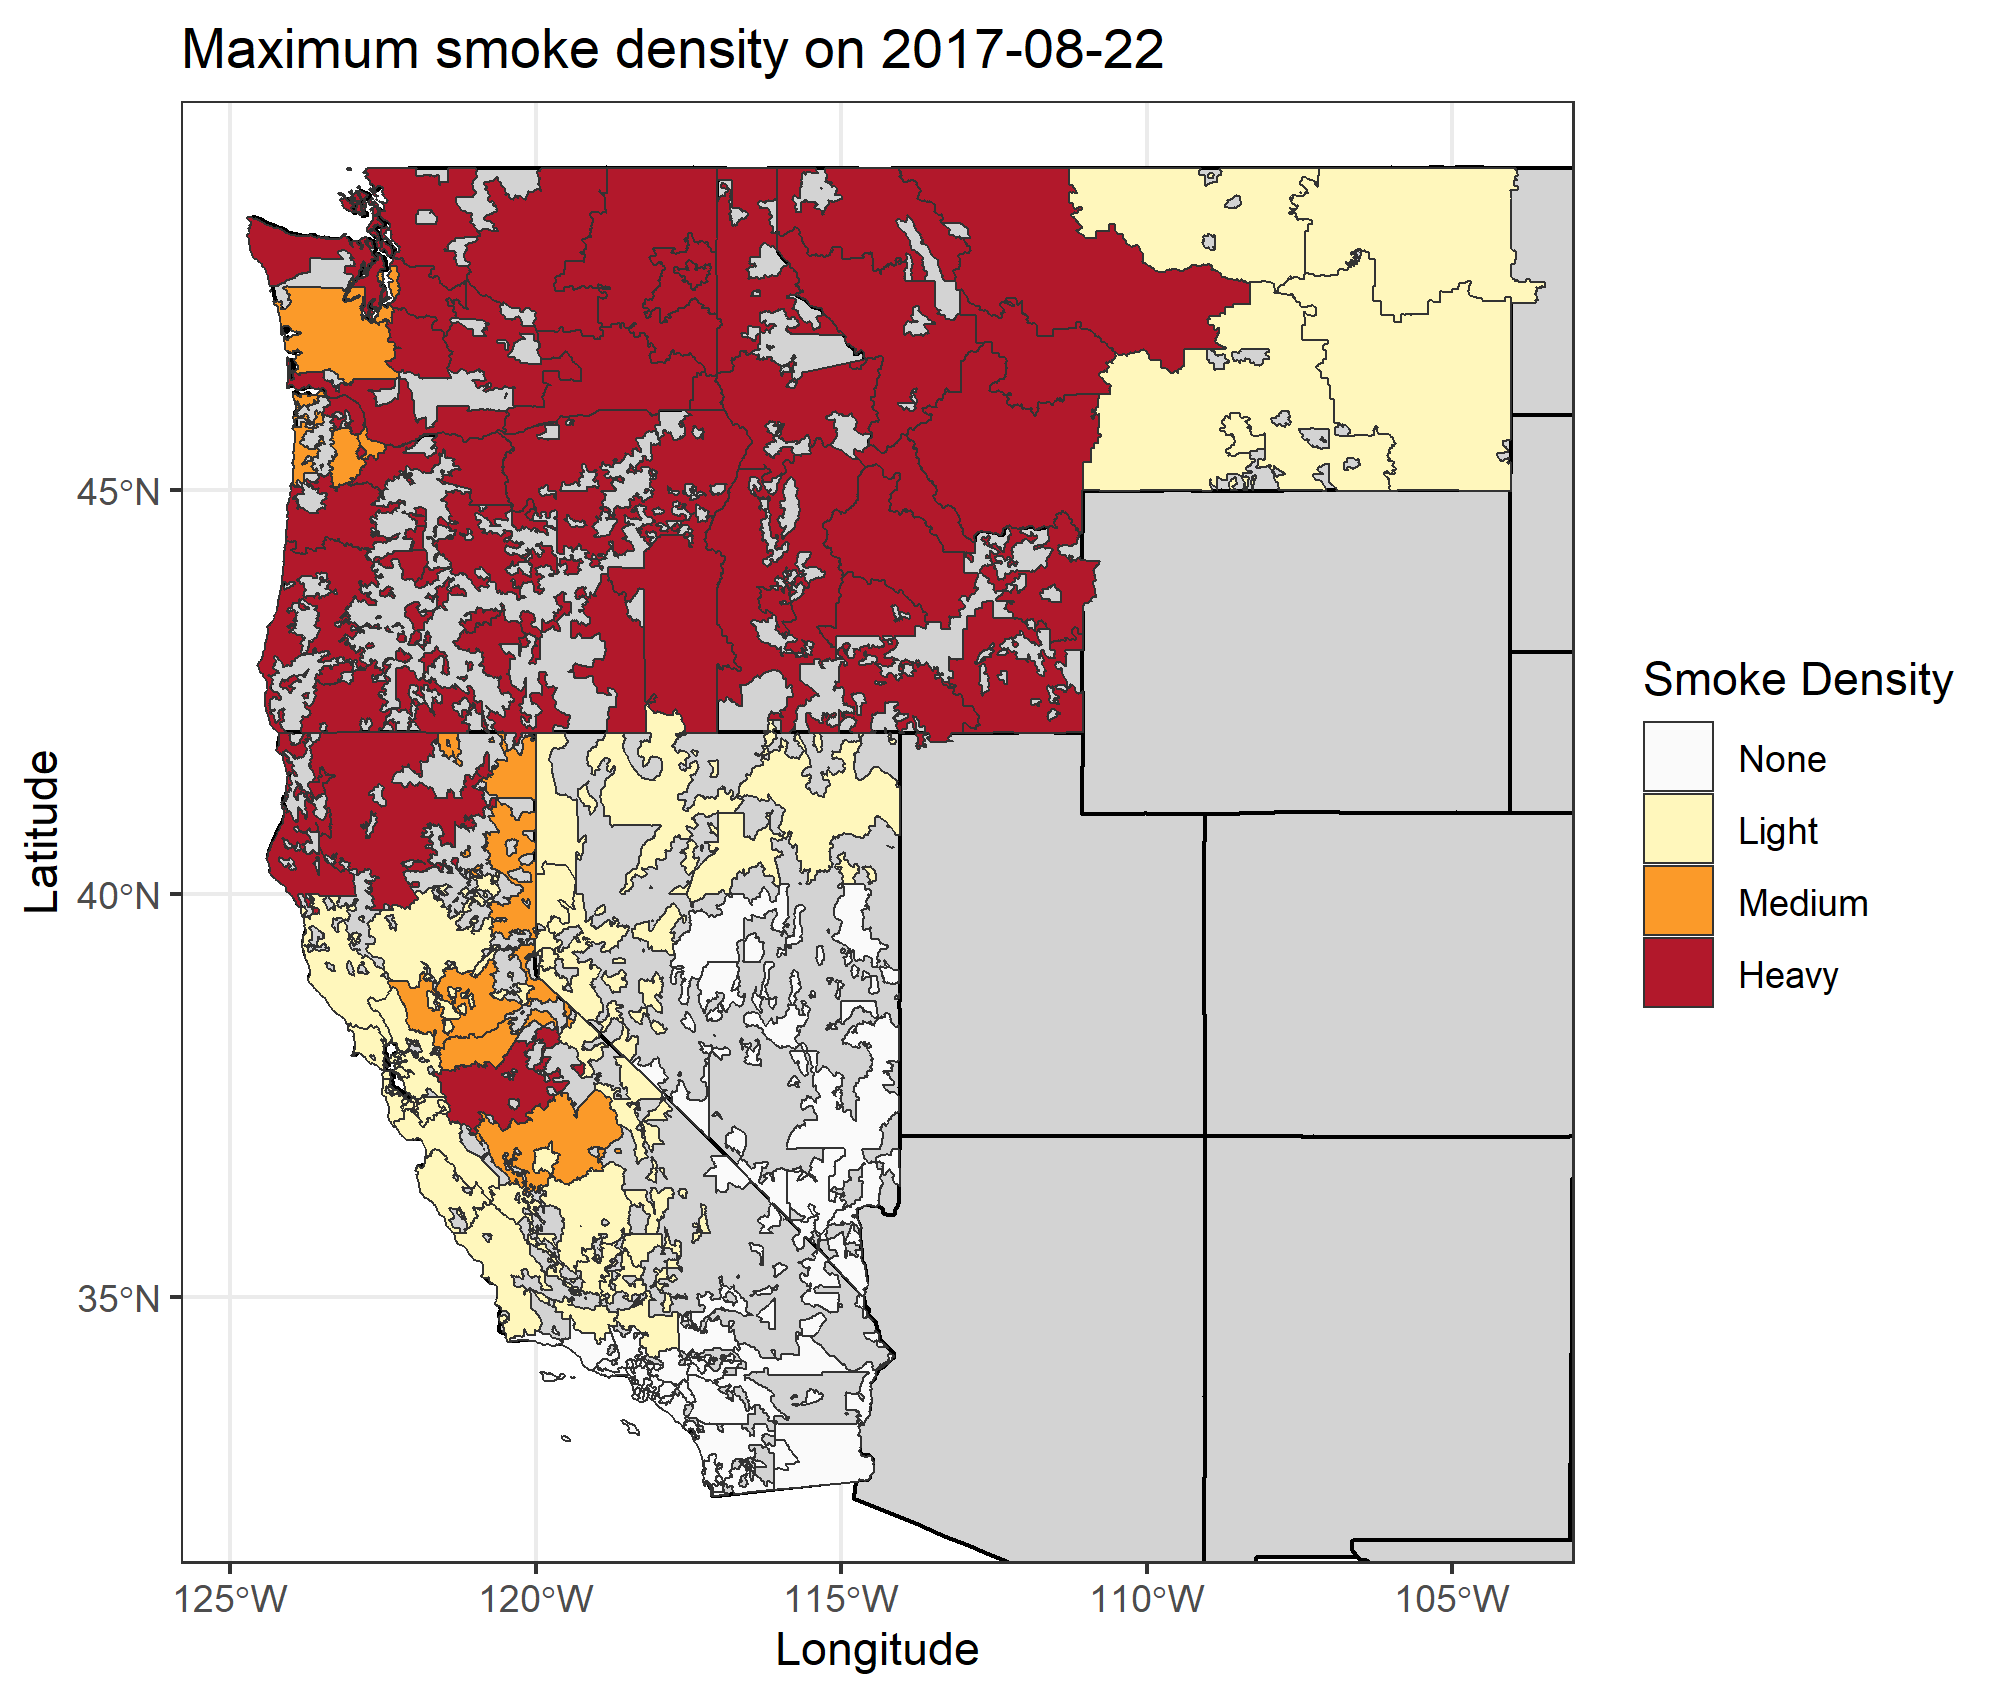 Maximum smoke density on 2017-08-22
45°N
40°N
35°N
Latitude
125°W 120°W 115°W 110°W 105°W
Longitude
Smoke Density
None
Light
Medium
Heavy